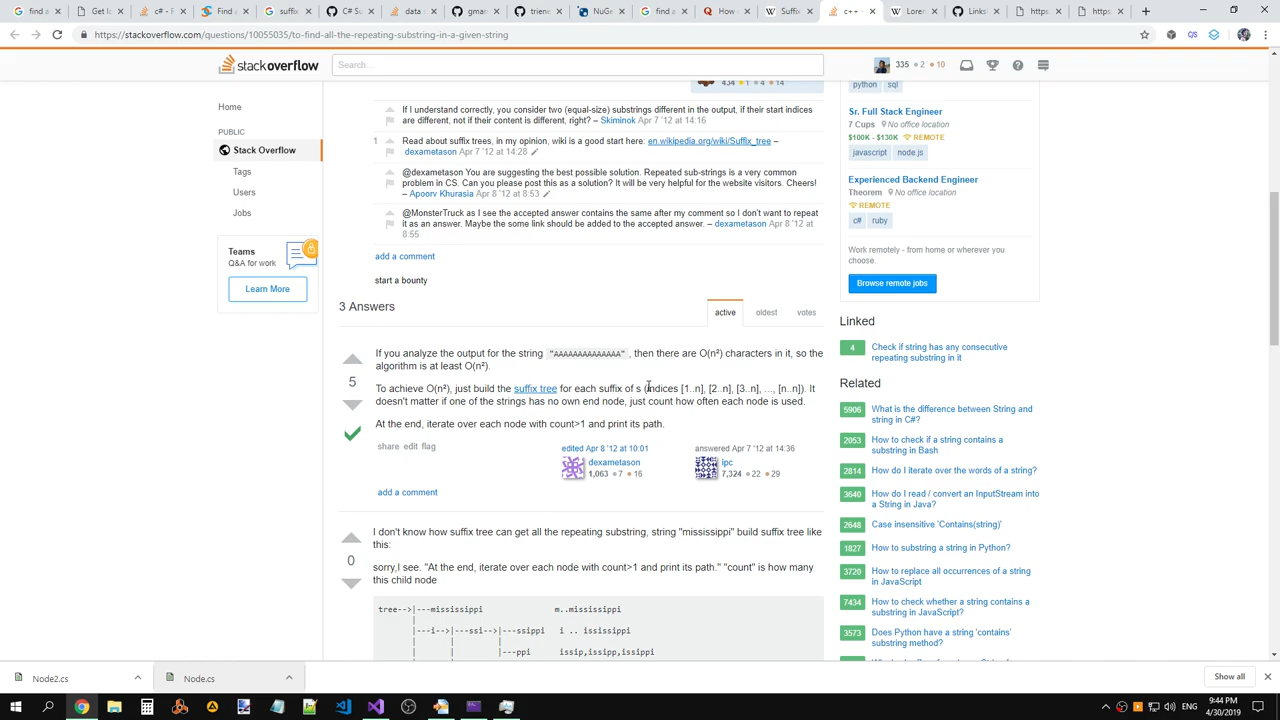 find a
Get lo
C# - S
data
C# st
GitHub
Strein
How
NuGe
Ques
How t
https://stackoverflow.com/questions/10055035/to-find-all-the-repeating-substring-in-a-given-string
stackoverflow
Search...
335 2 10
Home
PUBLIC
Stack Overflow
Tags
Users
Jobs
Teams
Q&A for work
Learn More
434 1 4 14
If I understand correctly, you consider two (equal-size) substrings different in the output, if their start indices
are different, not if their content is different, right? – Skiminok Apr 7 '12 at 14:16
1 Read about suffix trees, in my opinion, wiki is a good start here: en.wikipedia.org/wiki/Suffix_tree –
dexametason Apr 7 '12 at 14:28
@dexametason You are suggesting the best possible solution. Repeated sub-strings is a very common
problem in CS. Can you please post this as a solution? It will be very helpful for the website visitors. Cheers!
– Apoorv Khurasia Apr 8 '12 at 8:53
@MonsterTruck as I see the accepted answer contains the same after my comment so I don't want to repeat
it as an answer. Maybe the some link should be added to the accepted answer. – dexametason Apr 8 '12 at
8:55
add a comment
start a bounty
3 Answers
active oldest votes
If you analyze the output for the string "AAAAAAAAAAAAAA", then there are O(n²) characters in it, so the
algorithm is at least O(n²).
5
To achieve O(n²), just build the suffix tree for each suffix of s (indices [1..n], [2..n], [3..n], ..., [n..n]). It
doesn't matter if one of the strings has no own end node, just count how often each node is used.
At the end, iterate over each node with count>1 and print its path.
share edit flag
edited Apr 8 '12 at 10:01
dexametason
1,063 7 16
answered Apr 7 '12 at 14:36
ipc
7,324 22 29
add a comment
I don't know how suffix tree can get all the repeating substring, string "mississippi" build suffix tree like
this:
0
sorry,I see. "At the end, iterate over each node with count>1 and print its path." "count" is how many
this child node
tree-->|---mississippi m..mississippi
|
|---i-->|---ssi-->|---ssippi i .. ississippi
| | |
| | |---ppi issip,issipp,issippi
python sql
Sr. Full Stack Engineer
7 Cups No office location
$100K - $130K REMOTE
javascript node.js
Experienced Backend Engineer
Theorem No office location
REMOTE
c# ruby
Work remotely - from home or wherever you
choose.
Browse remote jobs
Linked
4 Check if string has any consecutive
repeating substring in it
Related
5906 What is the difference between String and
string in C#?
2053 How to check if a string contains a
substring in Bash
2814 How do I iterate over the words of a string?
3640 How do I read / convert an InputStream into
a String in Java?
2648 Case insensitive 'Contains(string)'
1827 How to substring a string in Python?
3720 How to replace all occurrences of a string
in JavaScript
7434 How to check whether a string contains a
substring in JavaScript?
3573 Does Python have a string 'contains'
substring method?
Node2.cs
Node.cs
Show all
ENG
9:44 PM
4/30/2019